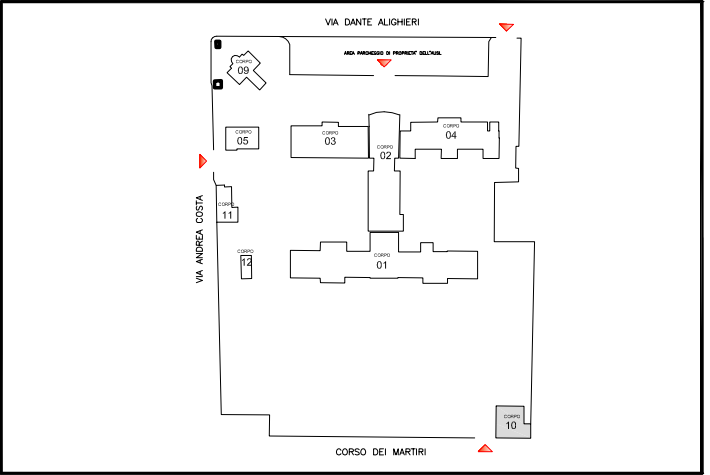 VIA DANTE ALIGHIERI
AREA PARCHEGGIO DI PROPRIETA' DELL'AUSL
CORPO
09
CORPO
05
CORPO
03
CORPO
02
CORPO
04
VIA ANDREA COSTA
CORPO
11
CORPO
12
CORPO
01
CORPO
10
CORSO DEI MARTIRI